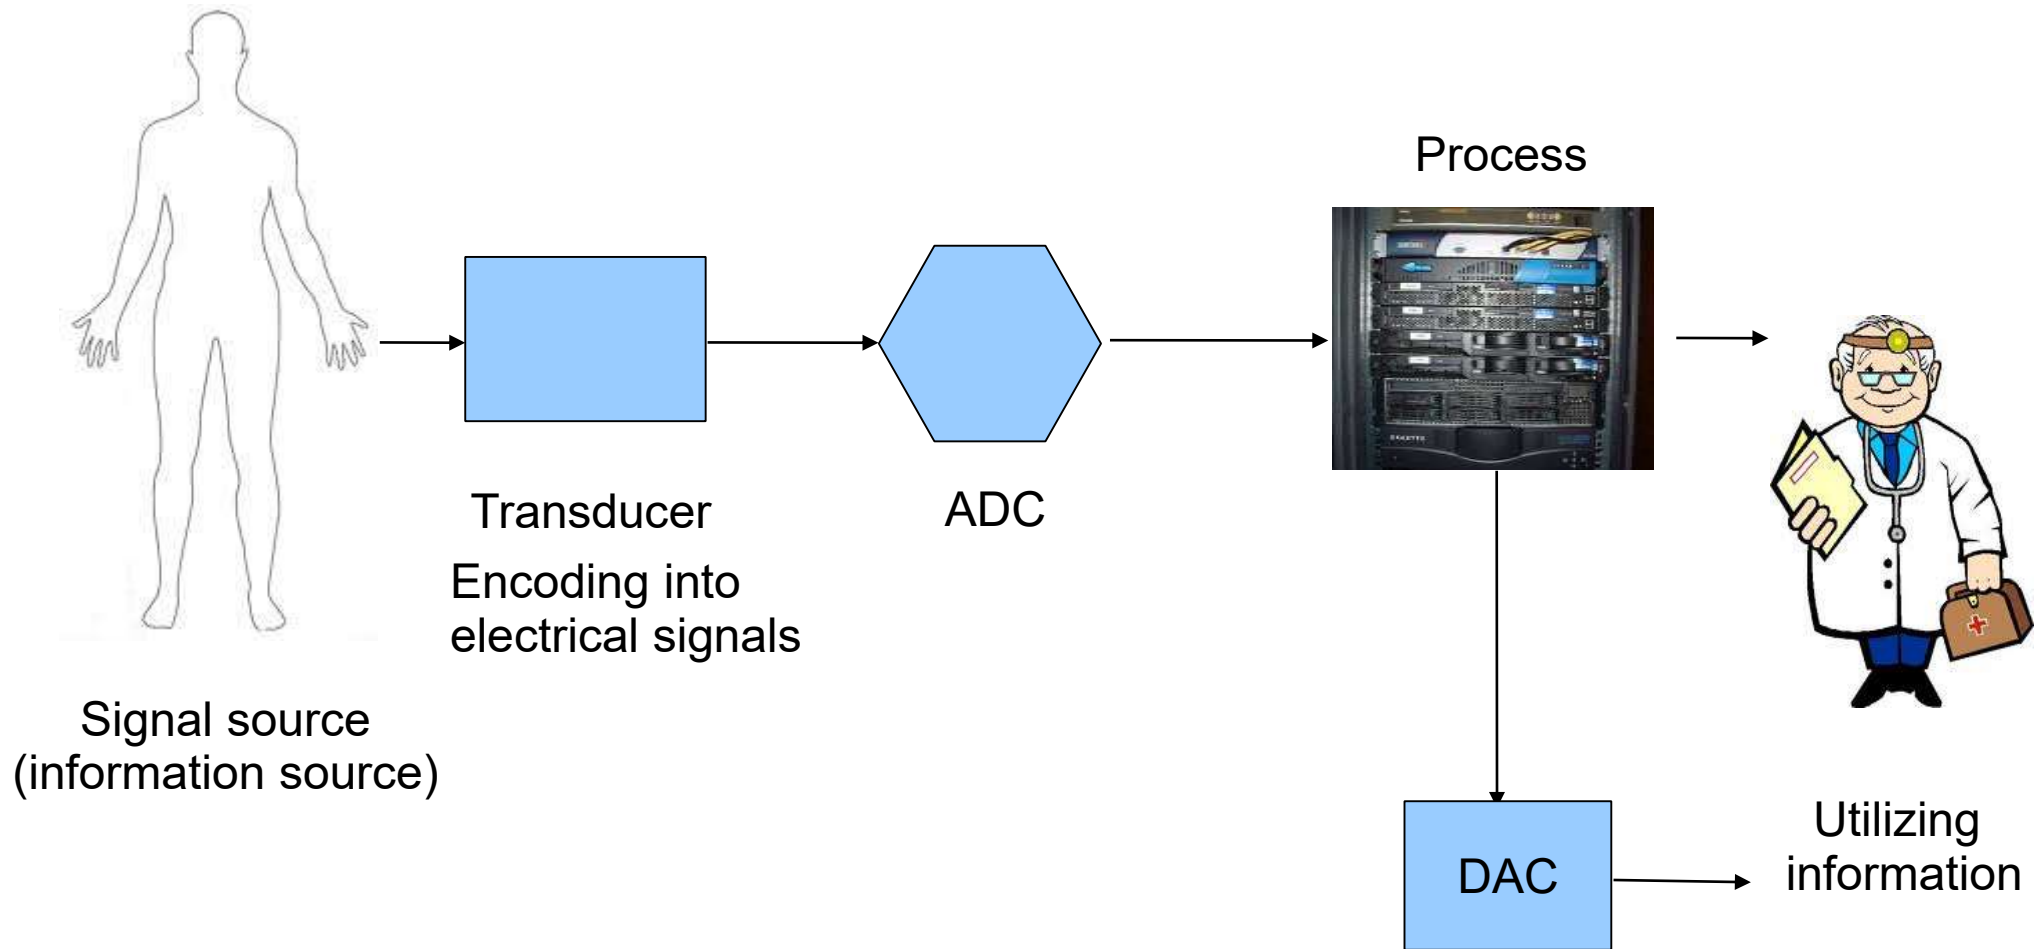 Process
Transducer
Encoding into
electrical signals
ADC
Signal source
(information source)
DAC
Utilizing
information